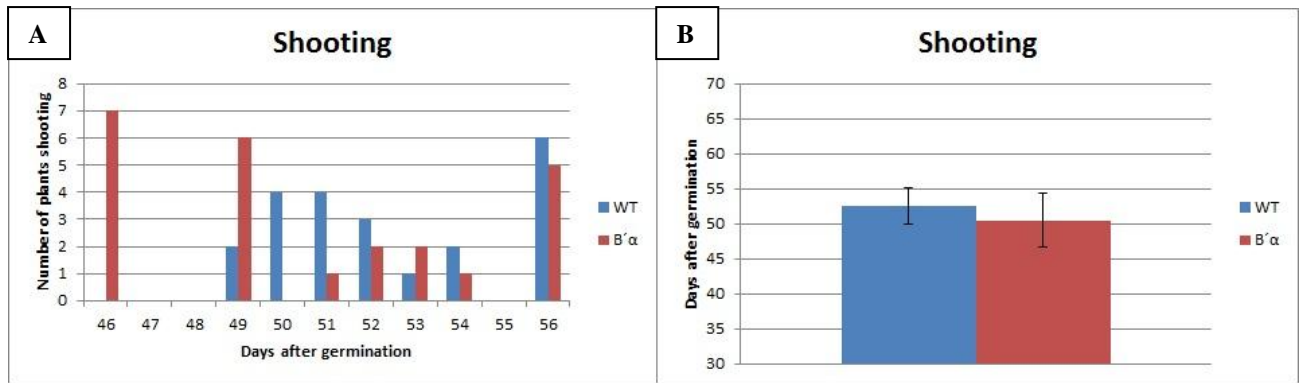 A
Shooting
Number of plants shooting
8
7
6
5
4
3
2
1
0
46 47 48 49 50 51 52 53 54 55 56
Days after germination
WT
B´α
B
Shooting
Days after germination
70
65
60
55
50
45
40
35
30
WT
B´α